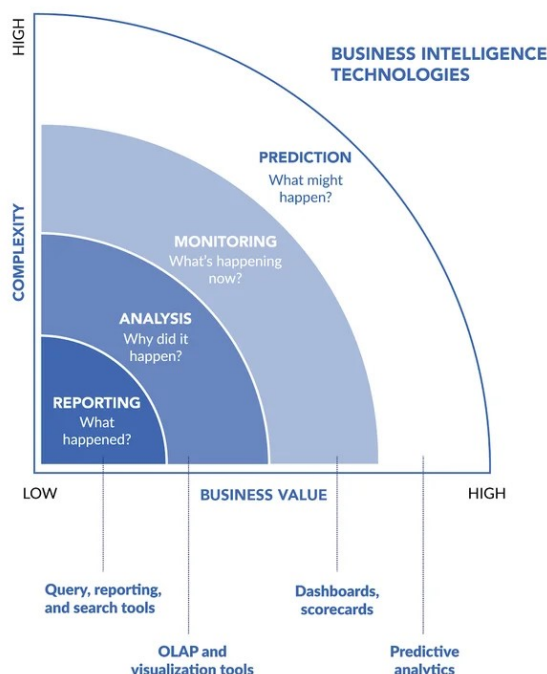 HIGH
BUSINESS INTELLIGENCE
TECHNOLOGIES
PREDICTION
What might
happen?
MONITORING
What's happening
now?
COMPLEXITY
ANALYSIS
Why did it
happen?
REPORTING
What
happened?
LOW
BUSINESS VALUE
HIGH
Query, reporting,
and search tools
Dashboards,
scorecards
OLAP and
visualization tools
Predictive
analytics